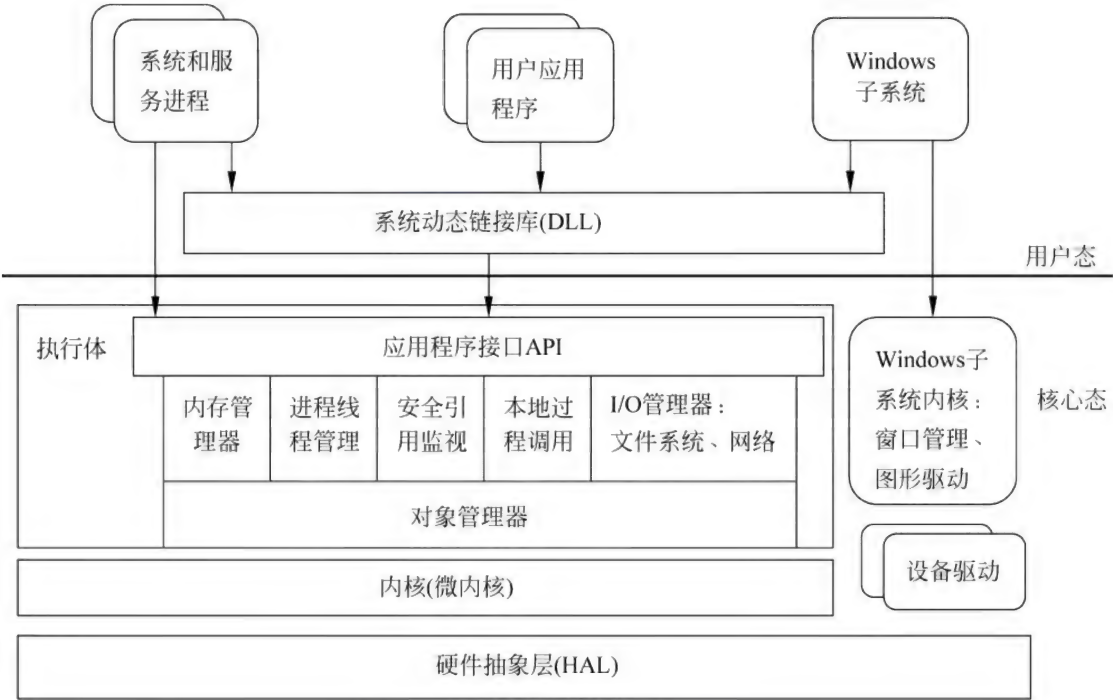 系统和服
务进程
用户应用
程序
Windows
子系统
系统动态链接库(DLL)
用户态
执行体
应用程序接口API
内存管
理器
进程线
程管理
安全引
用监视
本地过
程调用
I/O管理器：
文件系统、网络
对象管理器
Windows子
系统内核：
窗口管理、
图形驱动
核心态
设备驱动
内核(微内核)
硬件抽象层(HAL)